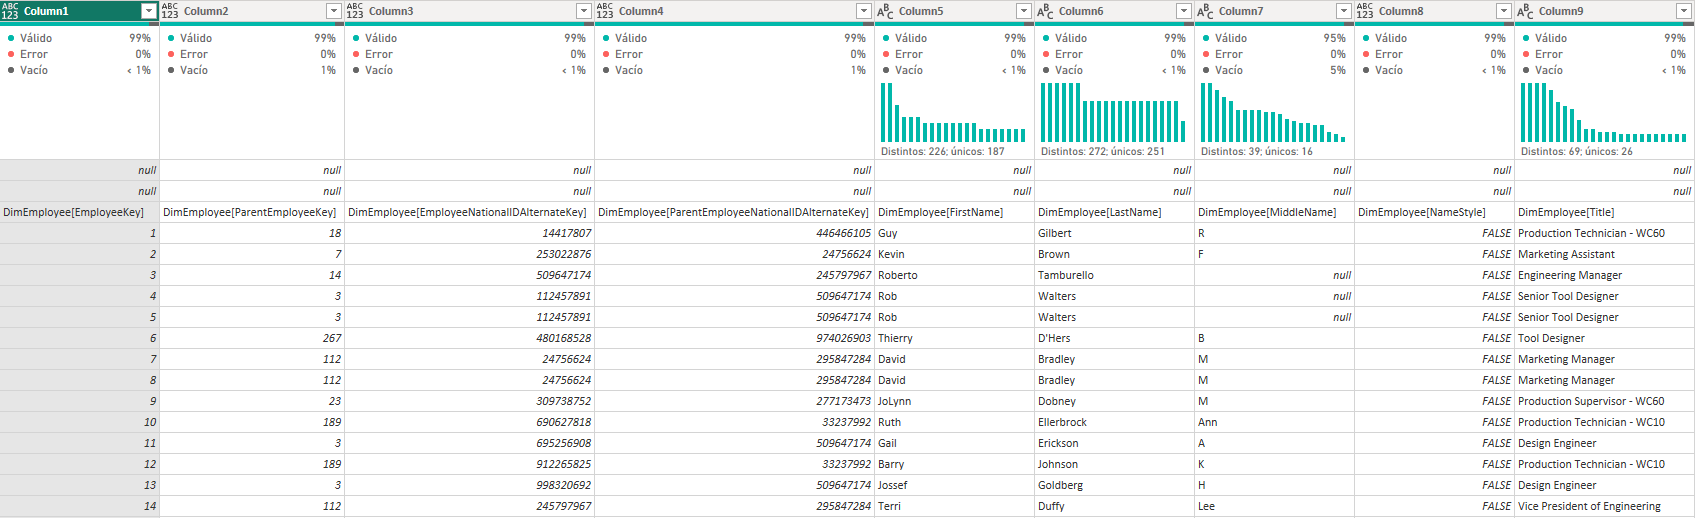 ABC 123 Column1 ABC 123 Column2 ABC 123 Column3 ABC 123 Column4 ABC Column5 ABC Column6 ABC Column7 ABC 123 Column8 ABC Column9
Válido 99% Válido 99% Válido 99% Válido 99% Válido 99% Válido 99% Válido 95% Válido 99% Válido 99%
Error 0% Error 0% Error 0% Error 0% Error 0% Error 0% Error 0% Error 0% Error 0%
Vacío < 1% Vacío 1% Vacío < 1% Vacío 1% Vacío < 1% Vacío < 1% Vacío 5% Vacío < 1% Vacío < 1%
Distintos: 226; únicos: 187 Distintos: 272; únicos: 251 Distintos: 39; únicos: 16 Distintos: 69; únicos: 26
null null null null null null null null null
null null null null null null null null null
DimEmployee[EmployeeKey] DimEmployee[ParentEmployeeKey] DimEmployee[EmployeeNationalIDAlternateKey] DimEmployee[ParentEmployeeNationalIDAlternateKey] DimEmployee[FirstName] DimEmployee[LastName] DimEmployee[MiddleName] DimEmployee[NameStyle] DimEmployee[Title]
1 18 14417807 446466105 Guy Gilbert R FALSE Production Technician - WC60
2 7 253022876 24756624 Kevin Brown F FALSE Marketing Assistant
3 14 509647174 245797967 Roberto Tamburello null FALSE Engineering Manager
4 3 112457891 509647174 Rob Walters null FALSE Senior Tool Designer
5 3 112457891 509647174 Rob Walters null FALSE Senior Tool Designer
6 267 480168528 974026903 Thierry D'Hers B FALSE Tool Designer
7 112 24756624 295847284 David Bradley M FALSE Marketing Manager
8 112 24756624 295847284 David Bradley M FALSE Marketing Manager
9 23 309738752 277173473 JoLynn Dobney M FALSE Production Supervisor - WC60
10 189 690627818 33237992 Ruth Ellerbrock Ann FALSE Production Technician - WC10
11 3 695256908 509647174 Gail Erickson A FALSE Design Engineer
12 189 912265825 33237992 Barry Johnson K FALSE Production Technician - WC10
13 3 998320692 509647174 Jossef Goldberg H FALSE Design Engineer
14 112 245797967 295847284 Terri Duffy Lee FALSE Vice President of Engineering